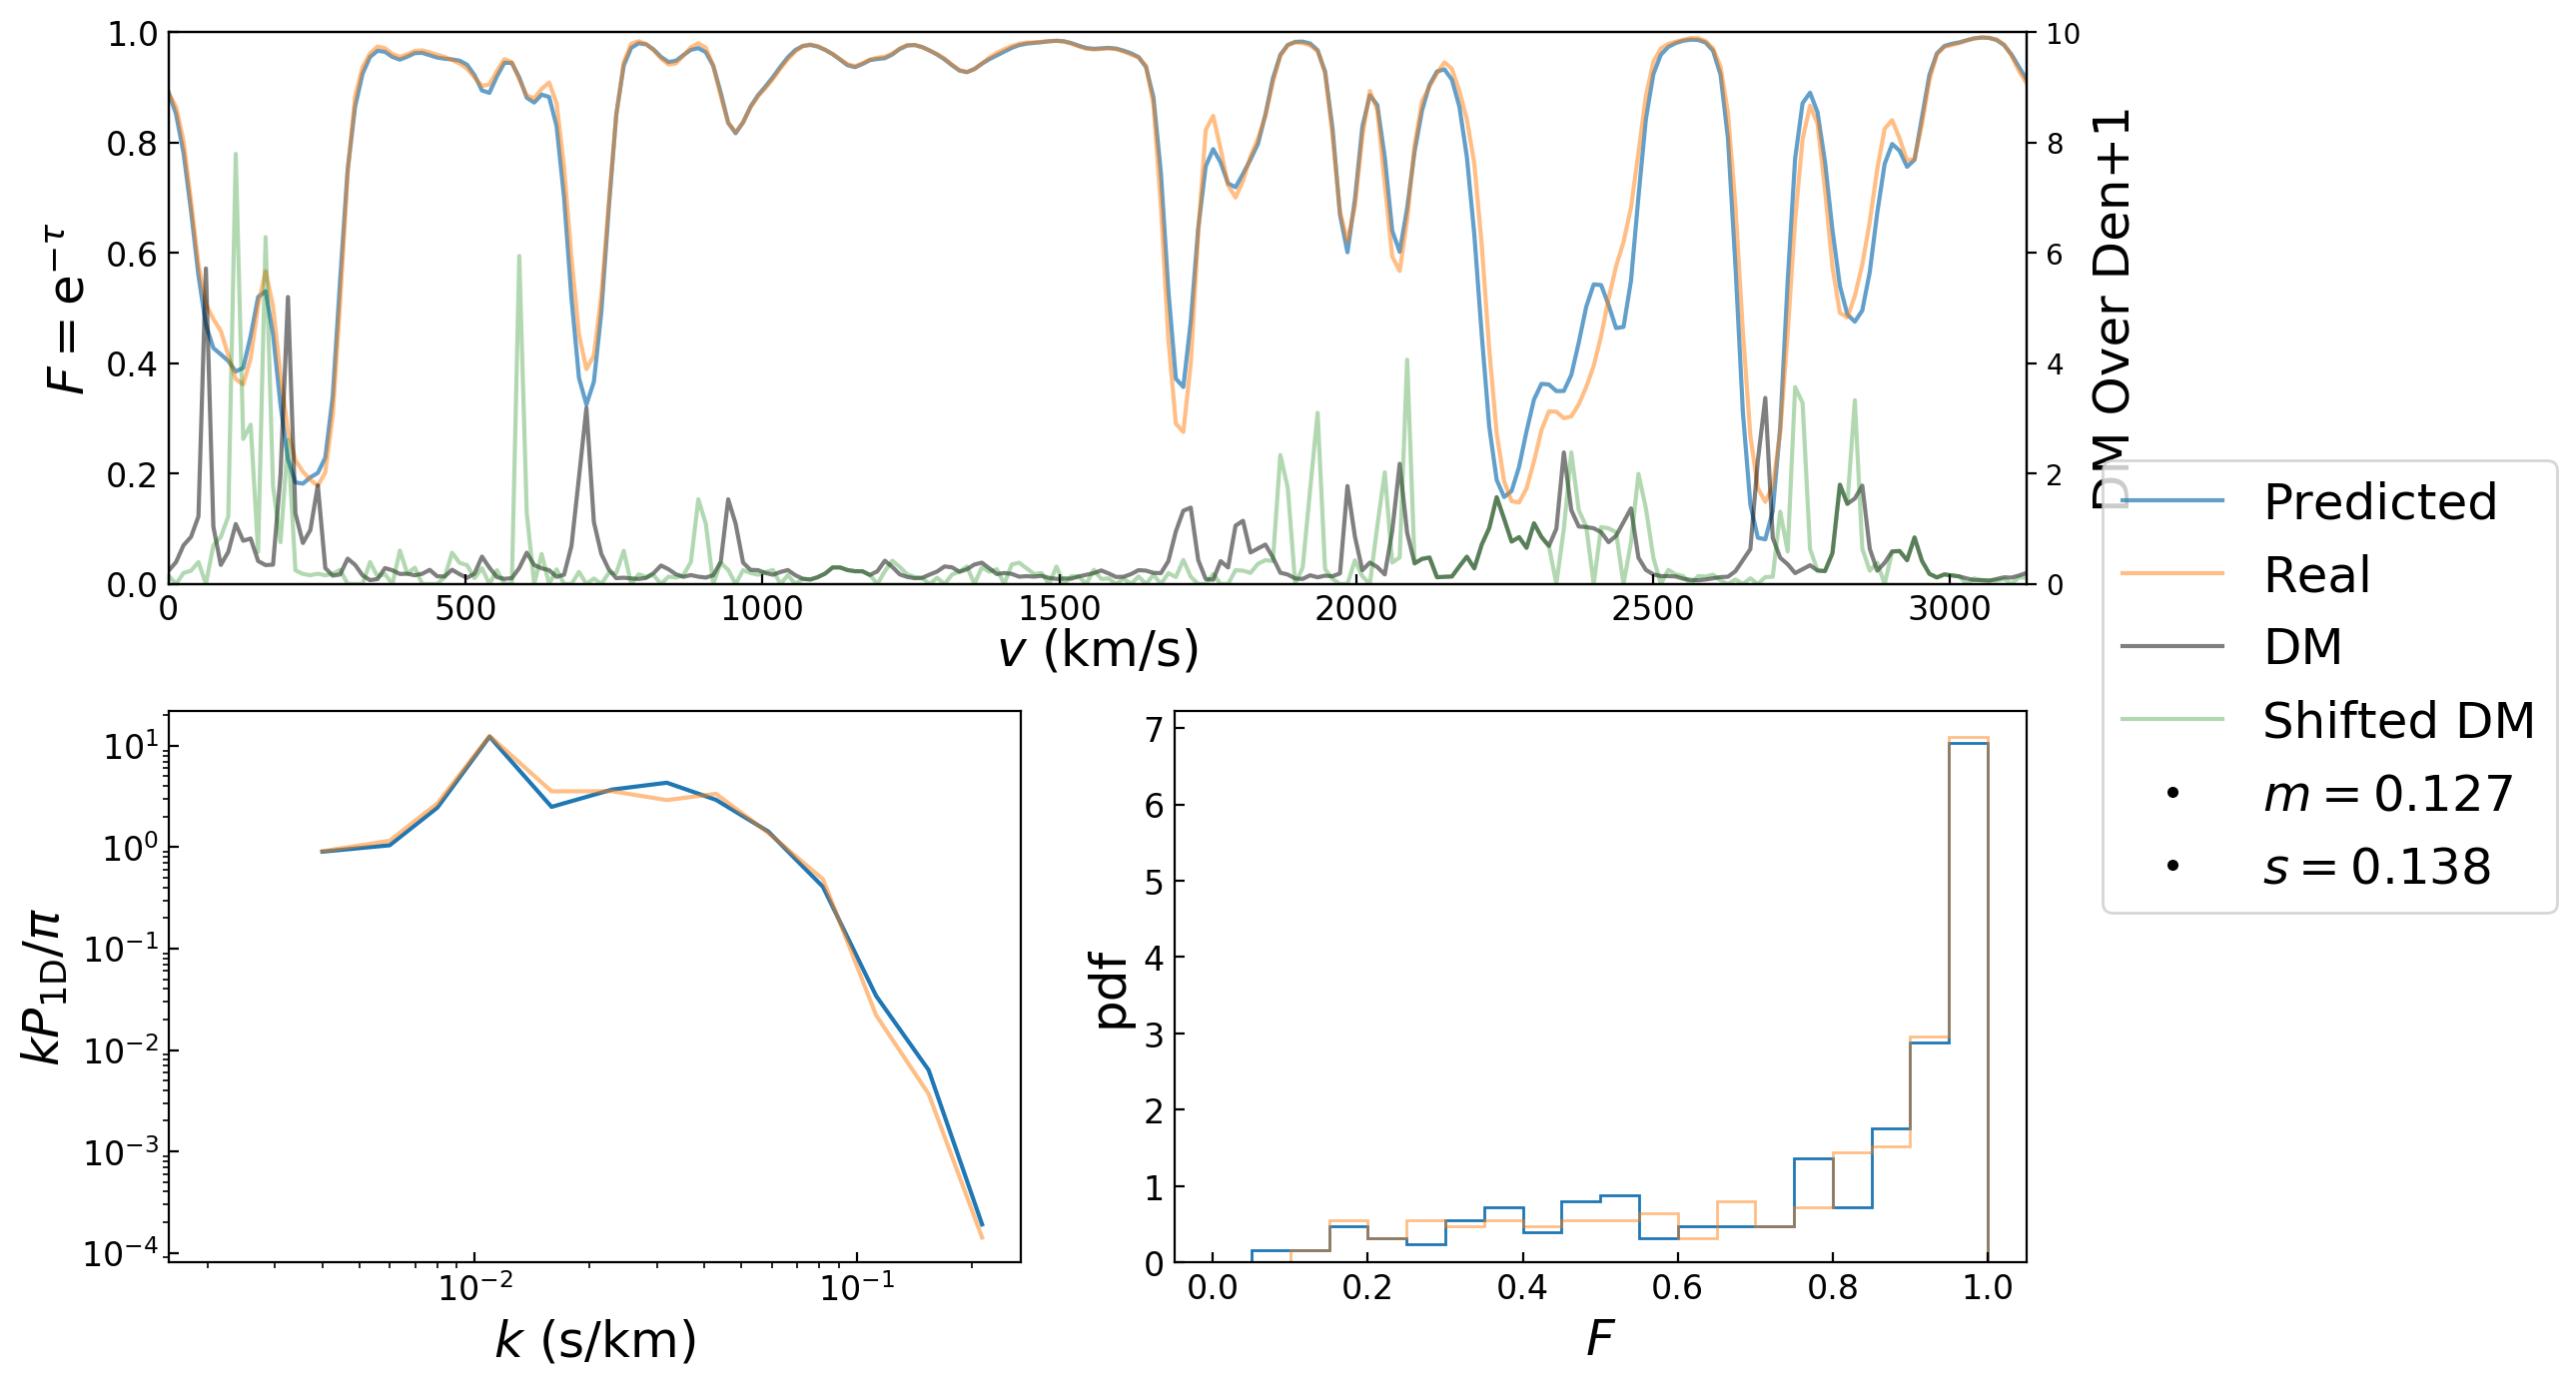 1.0
0.8
0.6
0.4
0.2
0.0
F = e^{−τ}
0 500 1000 1500 2000 2500 3000
v (km/s)
10
8
6
4
2
0
DM Over Den+1
Predicted
Real
DM
Shifted DM
m = 0.127
s = 0.138
10^1
10^0
10^{−1}
10^{−2}
10^{−3}
10^{−4}
kP_{1D}/π
10^{−2} 10^{−1}
k (s/km)
7
6
5
4
3
2
1
0
pdf
0.0 0.2 0.4 0.6 0.8 1.0
F